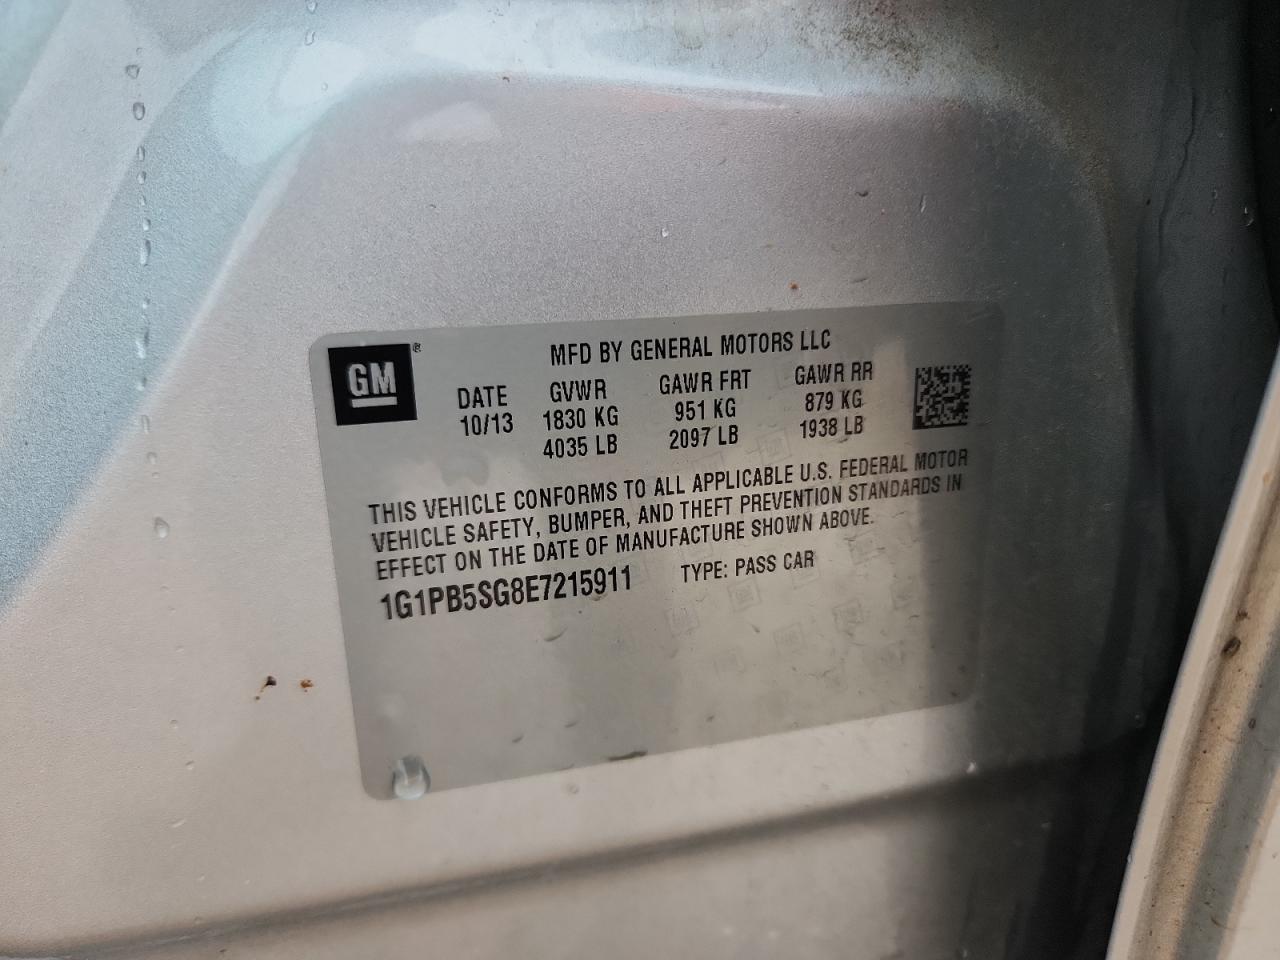 GM®
MFD BY GENERAL MOTORS LLC
DATE GVWR GAWR FRT GAWR RR
10/13 1830 KG 951 KG 879 KG
4035 LB 2097 LB 1938 LB
THIS VEHICLE CONFORMS TO ALL APPLICABLE U.S. FEDERAL MOTOR
VEHICLE SAFETY, BUMPER, AND THEFT PREVENTION STANDARDS IN
EFFECT ON THE DATE OF MANUFACTURE SHOWN ABOVE.
1G1PB5SG8E7215911 TYPE: PASS CAR